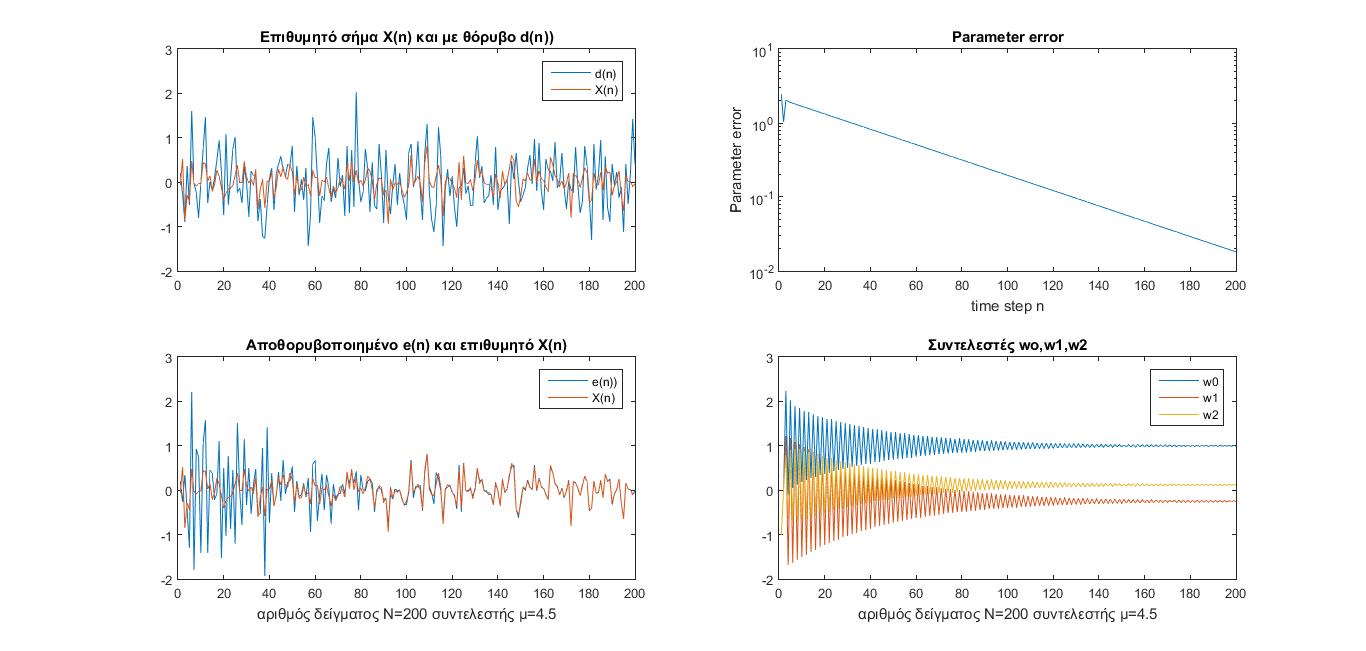 Επιθυμητό σήμα X(n) και με θόρυβο d(n))
3
2
1
0
-1
-2
0 20 40 60 80 100 120 140 160 180 200
d(n)
X(n)
Parameter error
Parameter error
10^1
10^0
10^-1
10^-2
0 20 40 60 80 100 120 140 160 180 200
time step n
Αποθορυβοποιημένο e(n) και επιθυμητό X(n)
3
2
1
0
-1
-2
0 20 40 60 80 100 120 140 160 180 200
e(n))
X(n)
αριθμός δείγματος N=200 συντελεστής μ=4.5
Συντελεστές wo,w1,w2
3
2
1
0
-1
-2
0 20 40 60 80 100 120 140 160 180 200
w0
w1
w2
αριθμός δείγματος N=200 συντελεστής μ=4.5